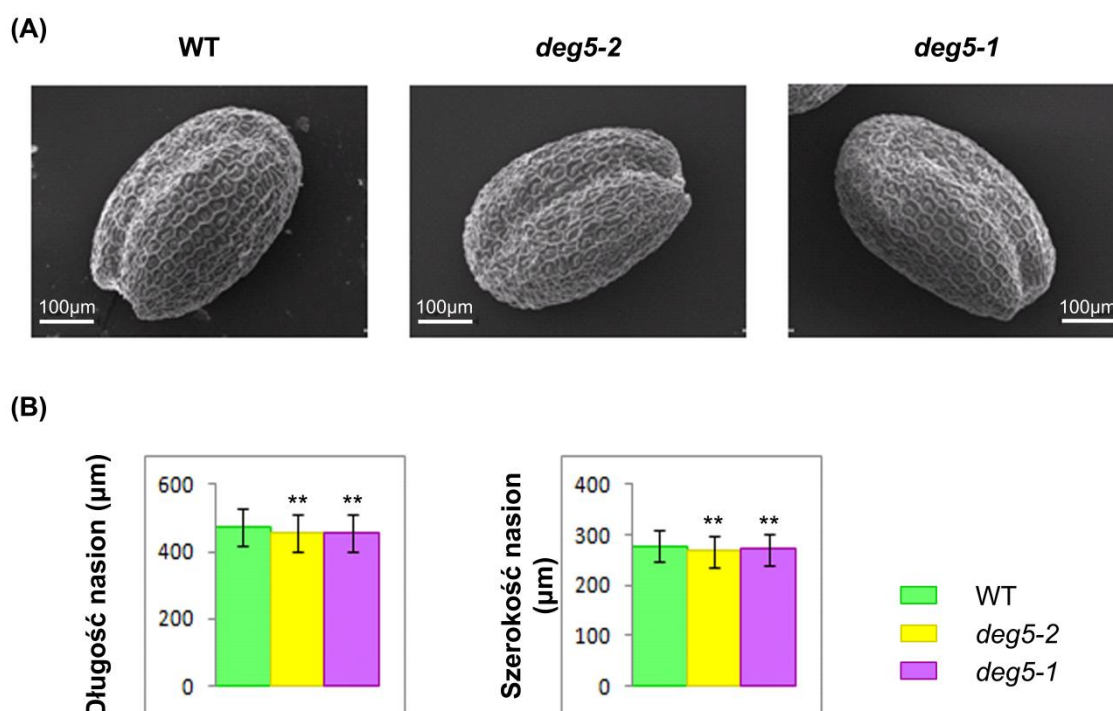 (A)
WT deg5-2 deg5-1
100µm 100µm 100µm
(B)
Długość nasion (µm)
600
400
200
0
** **
Szerokość nasion
(µm)
400
300
200
100
0
** **
WT
deg5-2
deg5-1